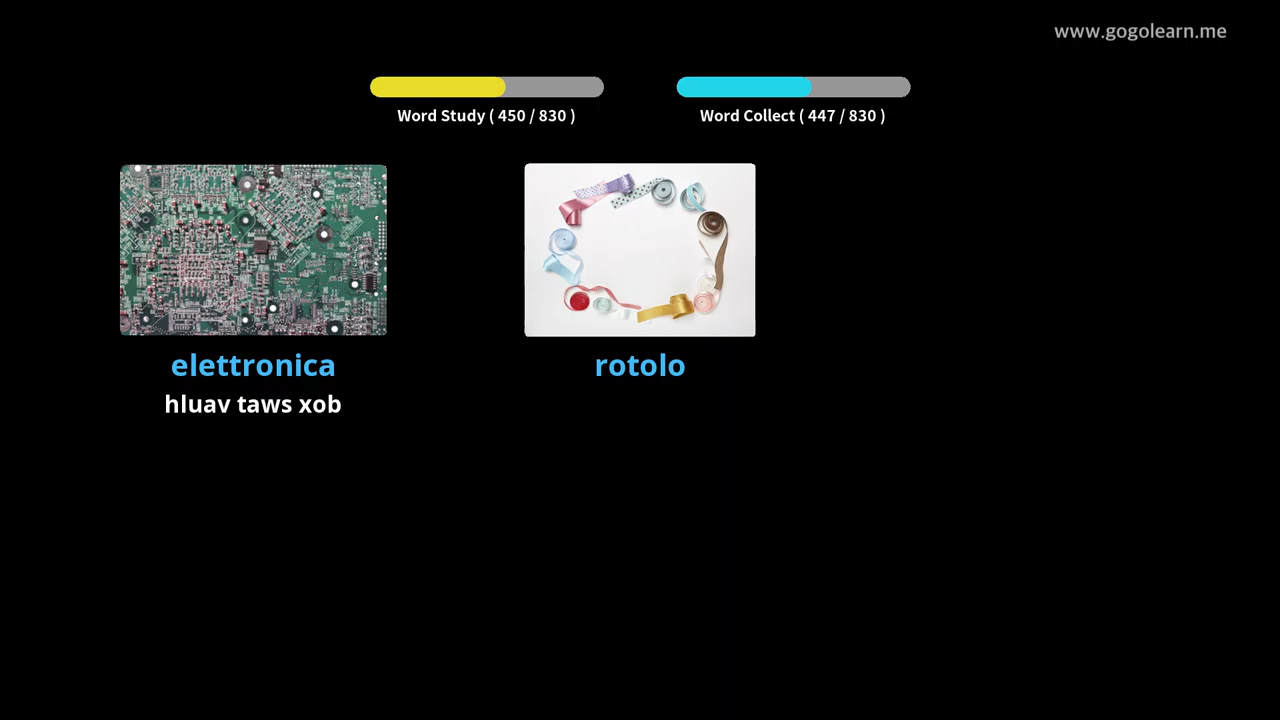 www.gogolearn.me
Word Study ( 450 / 830 )
Word Collect ( 447 / 830 )
elettronica
rotolo
hluav taws xob